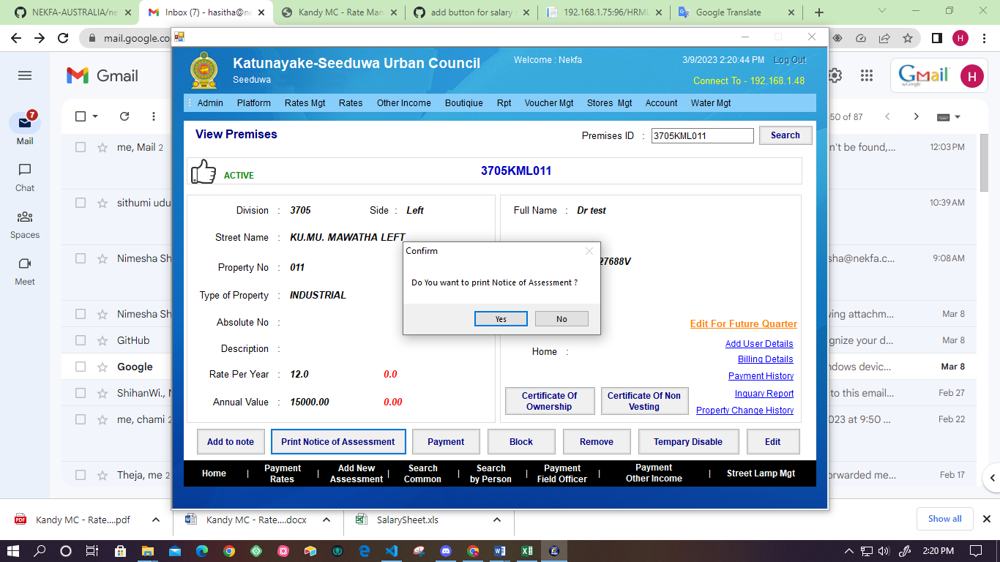 NEKFA-AUSTRALIA/ne
Inbox (7) - hasitha@ne
Kandy MC - Rate Man
add button for salary s
192.168.1.75:96/HRML
Google Translate
mail.google.co
H
Gmail
Gmail
by Google
H
7
Mail
Chat
Spaces
Meet
50 of 87
me, Mail 2
n't be found,...
12:03 PM
sithumi udu
10:39 AM
Nimesha Sh
sha@nekfa.c...
9:08 AM
Nimesha Sh
wing attachm...
Mar 8
GitHub
ognize your d...
Mar 8
Google
ndows devic...
Mar 8
ShihanWi., N
to this email...
Feb 27
me, chami 2
023 at 9:50 ...
Feb 22
Theja, me 2
orwarded me...
Feb 17
Katunayake-Seeduwa Urban Council
Seeduwa
Welcome : Nekfa
3/9/2023 2:20:44 PM
Log Out
Connect To - 192.168.1.48
Admin Platform Rates Mgt Rates Other Income Boutiqiue Rpt Voucher Mgt Stores Mgt Account Water Mgt
View Premises
Premises ID : 3705KML011 Search
ACTIVE
3705KML011
Division : 3705 Side : Left
Full Name : Dr test
Street Name : KU.MU. MAWATHA LEFT
27688V
Property No : 011
Type of Property : INDUSTRIAL
Absolute No :
Description :
Rate Per Year : 12.0 0.0
Annual Value : 15000.00 0.00
Confirm
Do You want to print Notice of Assessment ?
Yes No
Home :
Edit For Future Quarter
Add User Details
Billing Details
Payment History
Inquary Report
Property Change History
Certificate Of
Ownership
Certificate Of Non
Vesting
Add to note Print Notice of Assessment Payment Block Remove Tempary Disable Edit
Home | Payment
Rates | Add New
Assessment | Search
Common | Search
by Person | Payment
Field Officer | Payment
Other Income | Street Lamp Mgt
PDF
Kandy MC - Rate....pdf
Kandy MC - Rate....docx
SalarySheet.xls
Show all
2:20 PM